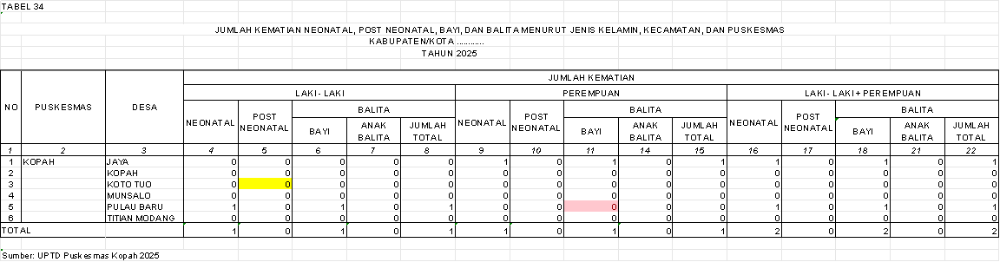 TABEL 34
JUMLAH KEMATIAN NEONATAL, POST NEONATAL, BAYI, DAN BALITA MENURUT JENIS KELAMIN, KECAMATAN, DAN PUSKESMAS
KABUPATEN/KOTA ............
TAHUN 2025
NO PUSKESMAS DESA JUMLAH KEMATIAN
LAKI - LAKI PEREMPUAN LAKI - LAKI + PEREMPUAN
NEONATAL POST NEONATAL BALITA NEONATAL POST NEONATAL BALITA NEONATAL POST NEONATAL BALITA
BAYI ANAK BALITA JUMLAH TOTAL BAYI ANAK BALITA JUMLAH TOTAL BAYI ANAK BALITA JUMLAH TOTAL
1 2 3 4 5 6 7 8 9 10 11 14 15 16 17 18 21 22
1 KOPAH JAYA 0 0 0 0 0 1 0 1 0 1 1 0 1 0 1
2 KOPAH 0 0 0 0 0 0 0 0 0 0 0 0 0 0 0
3 KOTO TUO 0 0 0 0 0 0 0 0 0 0 0 0 0 0 0
4 MUNSALO 0 0 0 0 0 0 0 0 0 0 0 0 0 0 0
5 PULAU BARU 1 0 1 0 1 0 0 0 0 0 1 0 1 0 1
6 TITIAN MODANG 0 0 0 0 0 0 0 0 0 0 0 0 0 0 0
TOTAL 1 0 1 0 1 1 0 1 0 1 2 0 2 0 2
Sumber: UPTD Puskesmas Kopah 2025